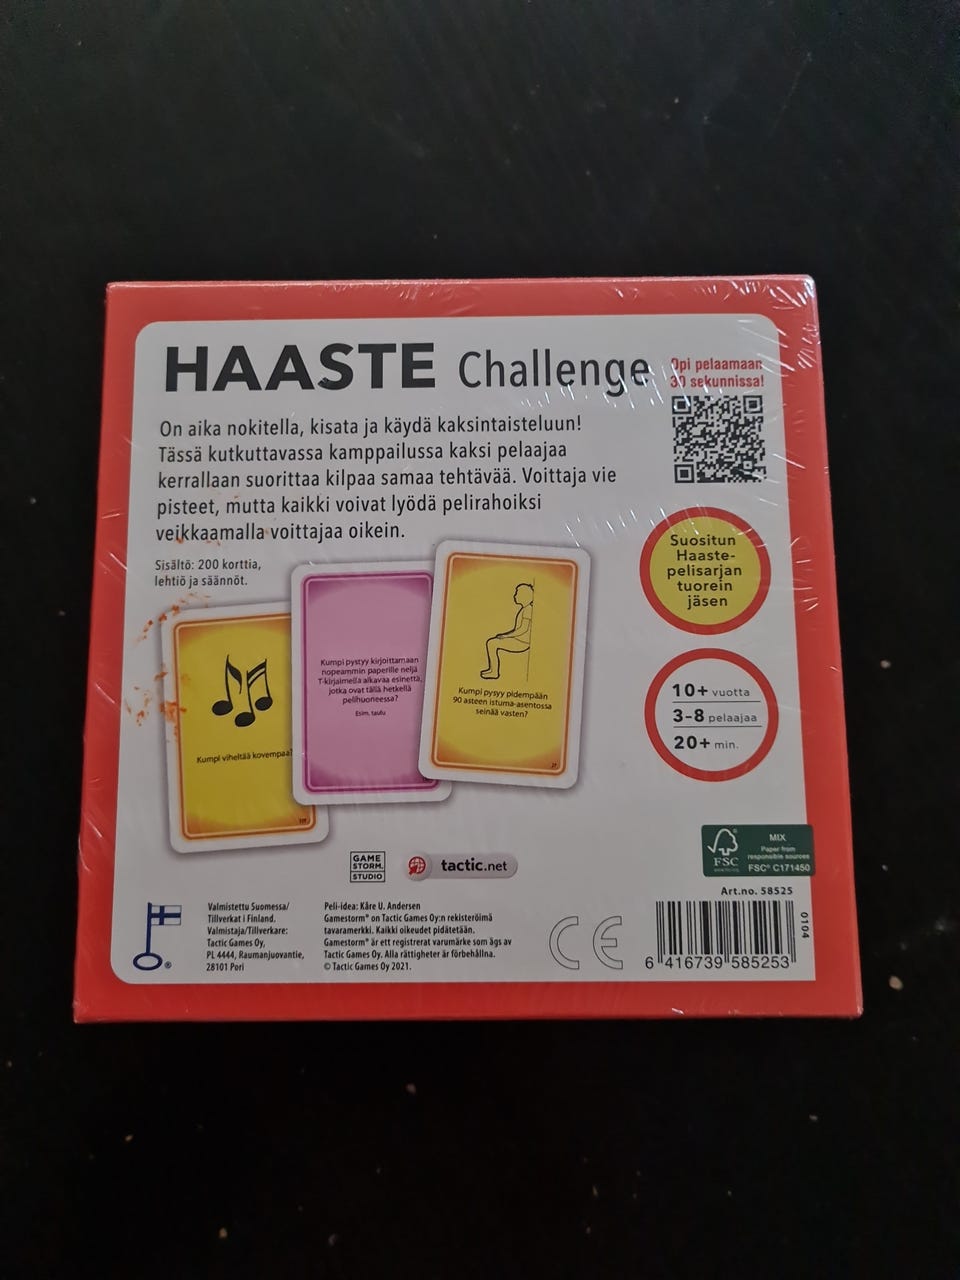 HAASTE Challenge
Opi pelaamaan
30 sekunnissa!
On aika nokitella, kisata ja käydä kaksintaisteluun!
Tässä kutkuttavassa kamppailussa kaksi pelaajaa
kerrallaan suorittaa kilpaa samaa tehtävää. Voittaja vie
pisteet, mutta kaikki voivat lyödä pelirahoiksi
veikkaamalla voittajaa oikein.
Sisältö: 200 korttia,
lehtiö ja säännöt.
Suositun
Haaste-
pelisarjan
tuorein
jäsen
Kumpi viheltää kovempaa?
Kumpi pystyy kirjoittamaan
nopeammin paperille neljä
T-kirjaimella alkavaa esinettä,
jotka ovat tällä hetkellä
pelihuoneessa?
Esim. taulu
Kumpi pysyy pidempään
90 asteen istuma-asentossa
seinää vasten?
10+ vuotta
3-8 pelaajaa
20+ min.
GAME
STORM.
STUDIO
tactic.net
FSC
MIX
Paper from
responsible sources
FSC® C171450
Art.no. 58525
Valmistettu Suomessa/
Tillverkat i Finland.
Valmistaja/Tillverkare:
Tactic Games Oy,
PL 4444, Raumanjuovantie,
28101 Pori
®
Peli-idea: Kåre U. Andersen
Gamestorm® on Tactic Games Oy:n rekisteröimä
tavaramerkki. Kaikki oikeudet pidätetään.
Gamestorm® är ett registrerat varumärke som ägs av
Tactic Games Oy. Alla rättigheter är förbehållna.
© Tactic Games Oy 2021.
CE
6 416739 585253
0104